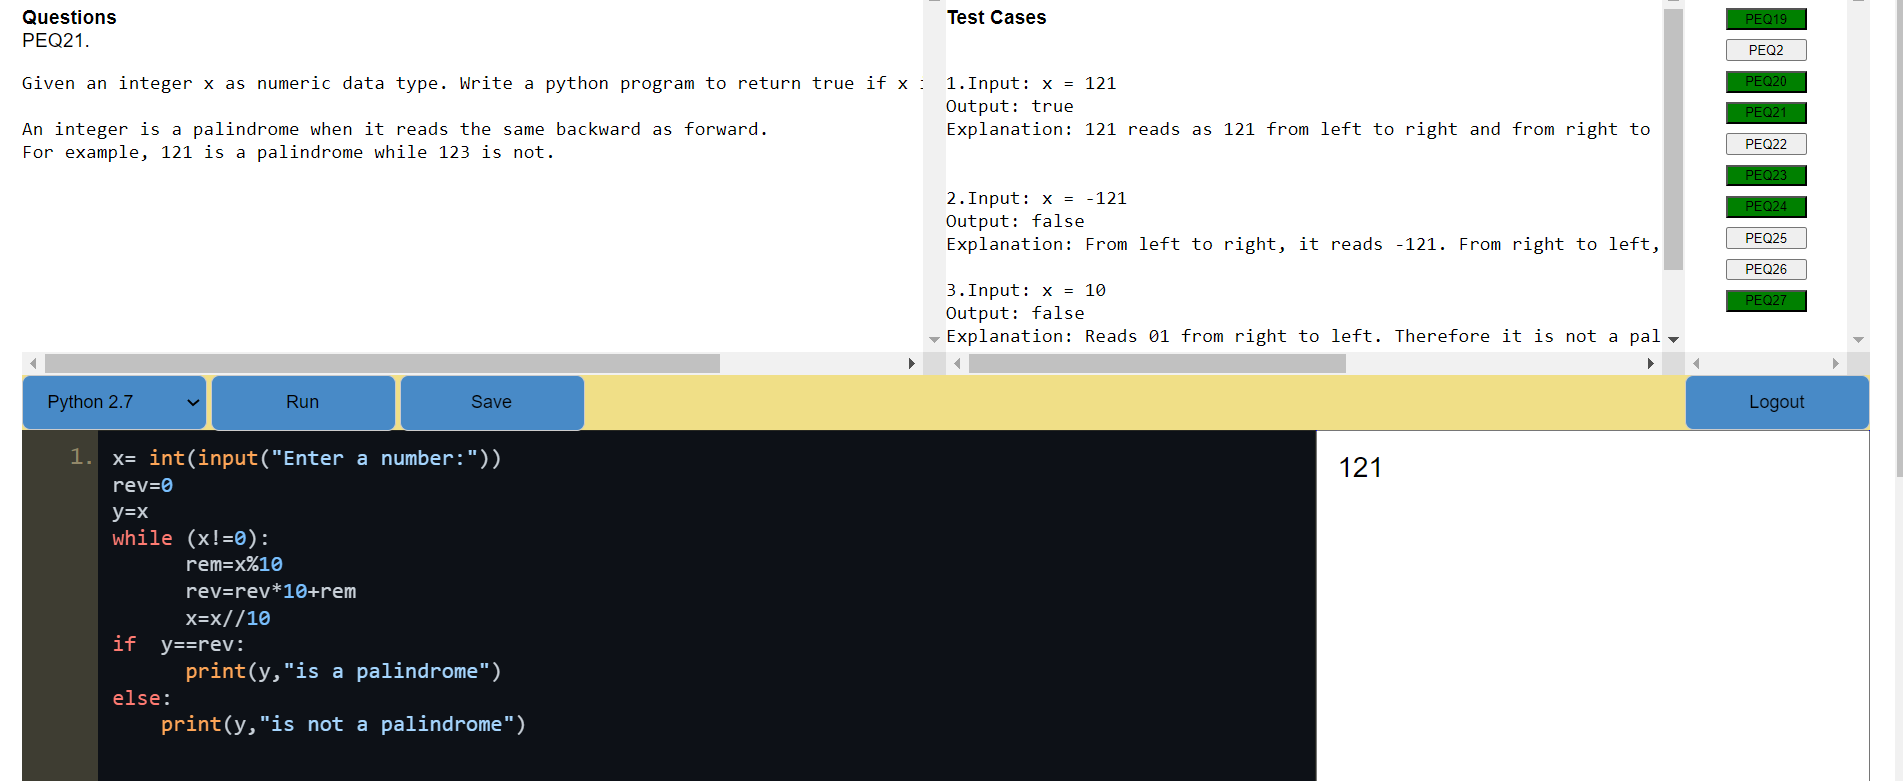 Questions
PEQ21.
Given an integer x as numeric data type. Write a python program to return true if x
An integer is a palindrome when it reads the same backward as forward.
For example, 121 is a palindrome while 123 is not.
Test Cases
1.Input: x = 121
Output: true
Explanation: 121 reads as 121 from left to right and from right to
2.Input: x = -121
Output: false
Explanation: From left to right, it reads -121. From right to left,
3.Input: x = 10
Output: false
Explanation: Reads 01 from right to left. Therefore it is not a pal
PEQ19
PEQ2
PEQ20
PEQ21
PEQ22
PEQ23
PEQ24
PEQ25
PEQ26
PEQ27
Python 2.7
Run
Save
Logout
1. x= int(input("Enter a number:"))
rev=0
y=x
while (x!=0):
      rem=x%10
      rev=rev*10+rem
      x=x//10
if  y==rev:
      print(y,"is a palindrome")
else:
    print(y,"is not a palindrome")
121